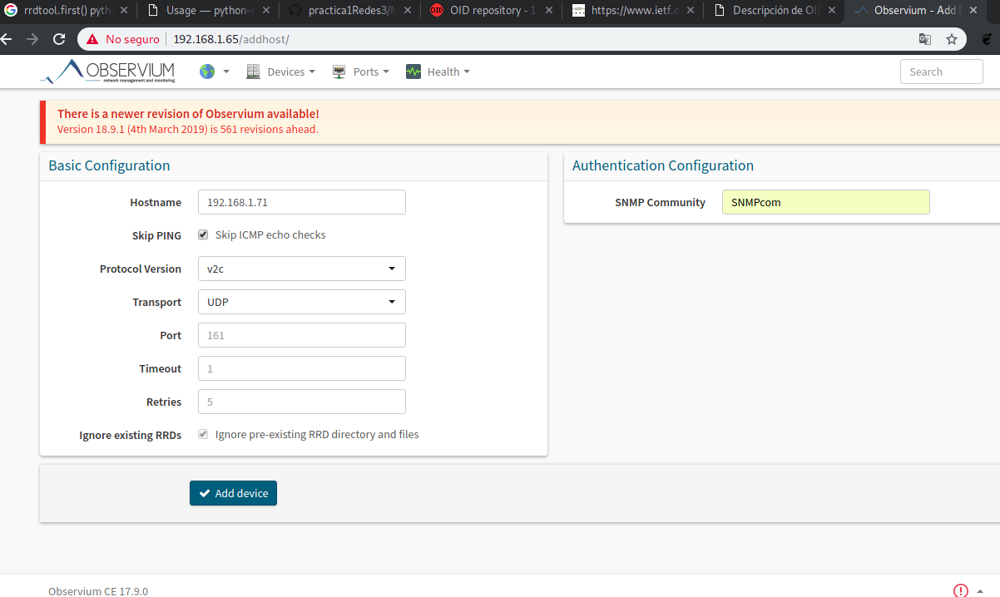 rrdtool.first() pyth
Usage — python-r
practica1Redes3/M
OID repository - 1
https://www.ietf.o
Descripción de OID
Observium - Add D
No seguro 192.168.1.65/addhost/
OBSERVIUM
network management and monitoring
Devices Ports Health Search
There is a newer revision of Observium available!
Version 18.9.1 (4th March 2019) is 561 revisions ahead.
Basic Configuration
Hostname 192.168.1.71
Skip PING Skip ICMP echo checks
Protocol Version v2c
Transport UDP
Port 161
Timeout 1
Retries 5
Ignore existing RRDs Ignore pre-existing RRD directory and files
Authentication Configuration
SNMP Community SNMPcom
Add device
Observium CE 17.9.0